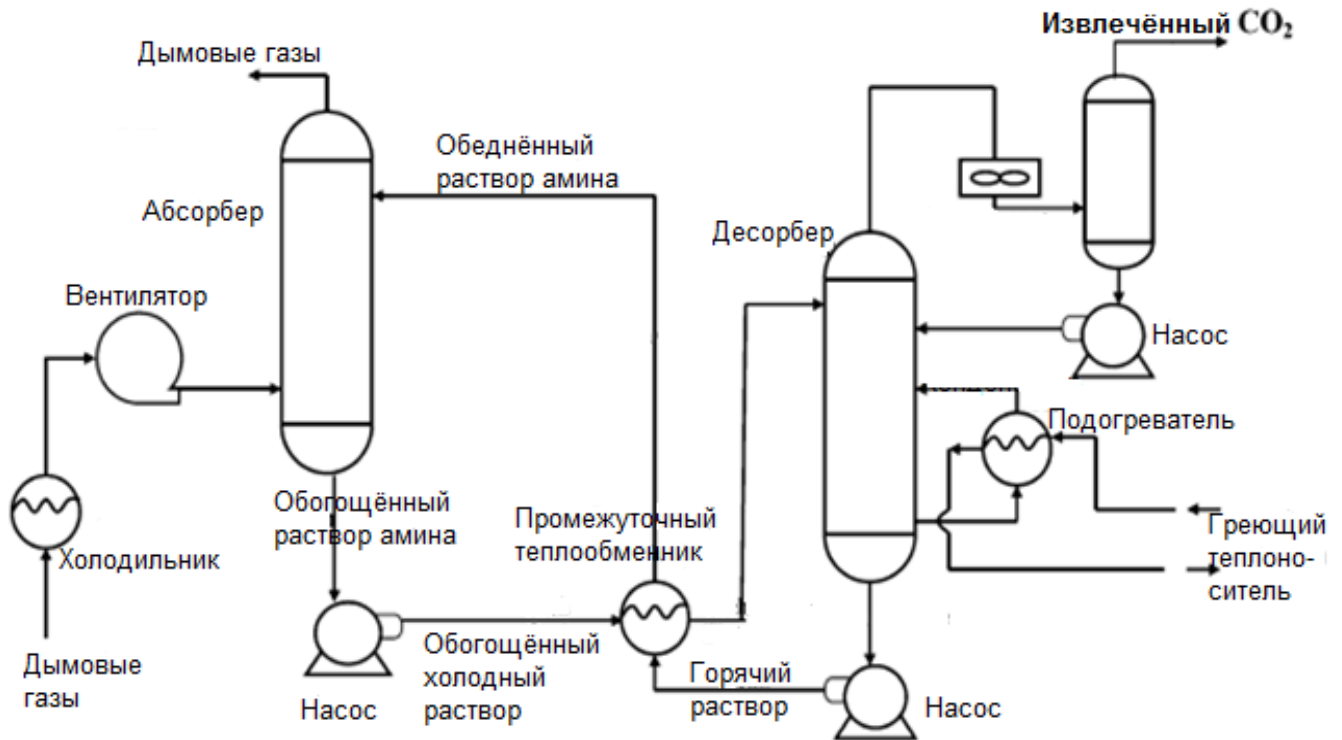 Извлечённый CO₂
Дымовые газы
Обеднённый
раствор амина
Абсорбер
Десорбер
Вентилятор
Насос
Подогреватель
Обогощённый
раствор амина
Промежуточный
теплообменник
Греющий
теплоно-
ситель
Холодильник
Обогощённый
холодный
раствор
Горячий
раствор
Дымовые
газы
Насос
Насос